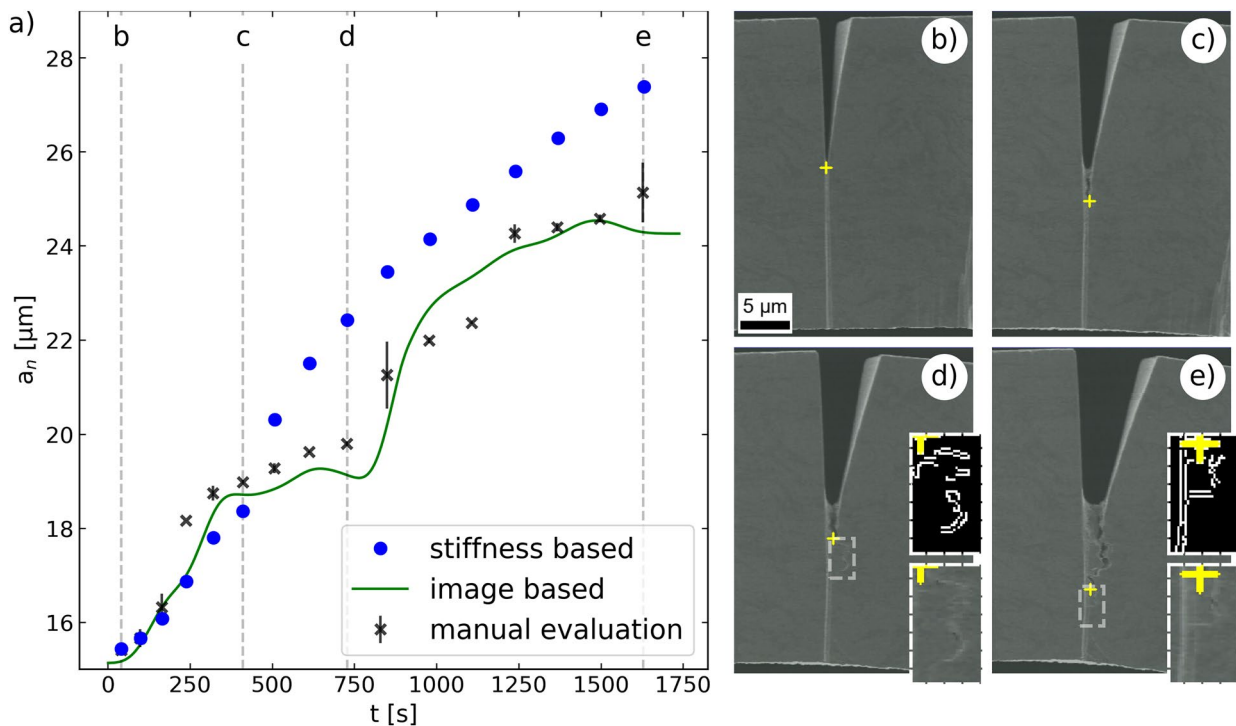 a)
b c d e
28
26
24
22
20
18
16
aₙ [μm]
0 250 500 750 1000 1250 1500 1750
t [s]
stiffness based
image based
manual evaluation
b)
5 μm
c)
d)
e)